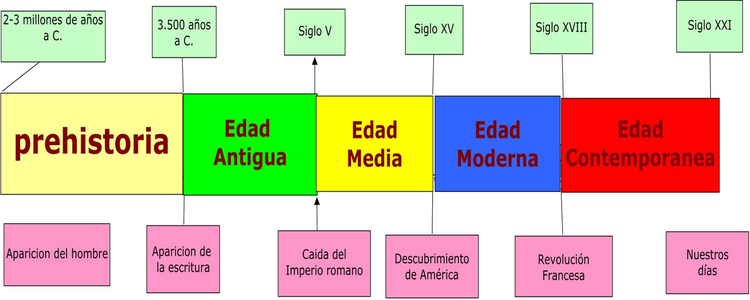 2-3 millones de años
a C.
3.500 años
a C.
Siglo V
Siglo XV
Siglo XVIII
Siglo XXI
prehistoria
Edad
Antigua
Edad
Media
Edad
Moderna
Edad
Contemporanea
Aparicion del hombre
Aparicion de
la escritura
Caida del
Imperio romano
Descubrimiento
de América
Revolución
Francesa
Nuestros
días